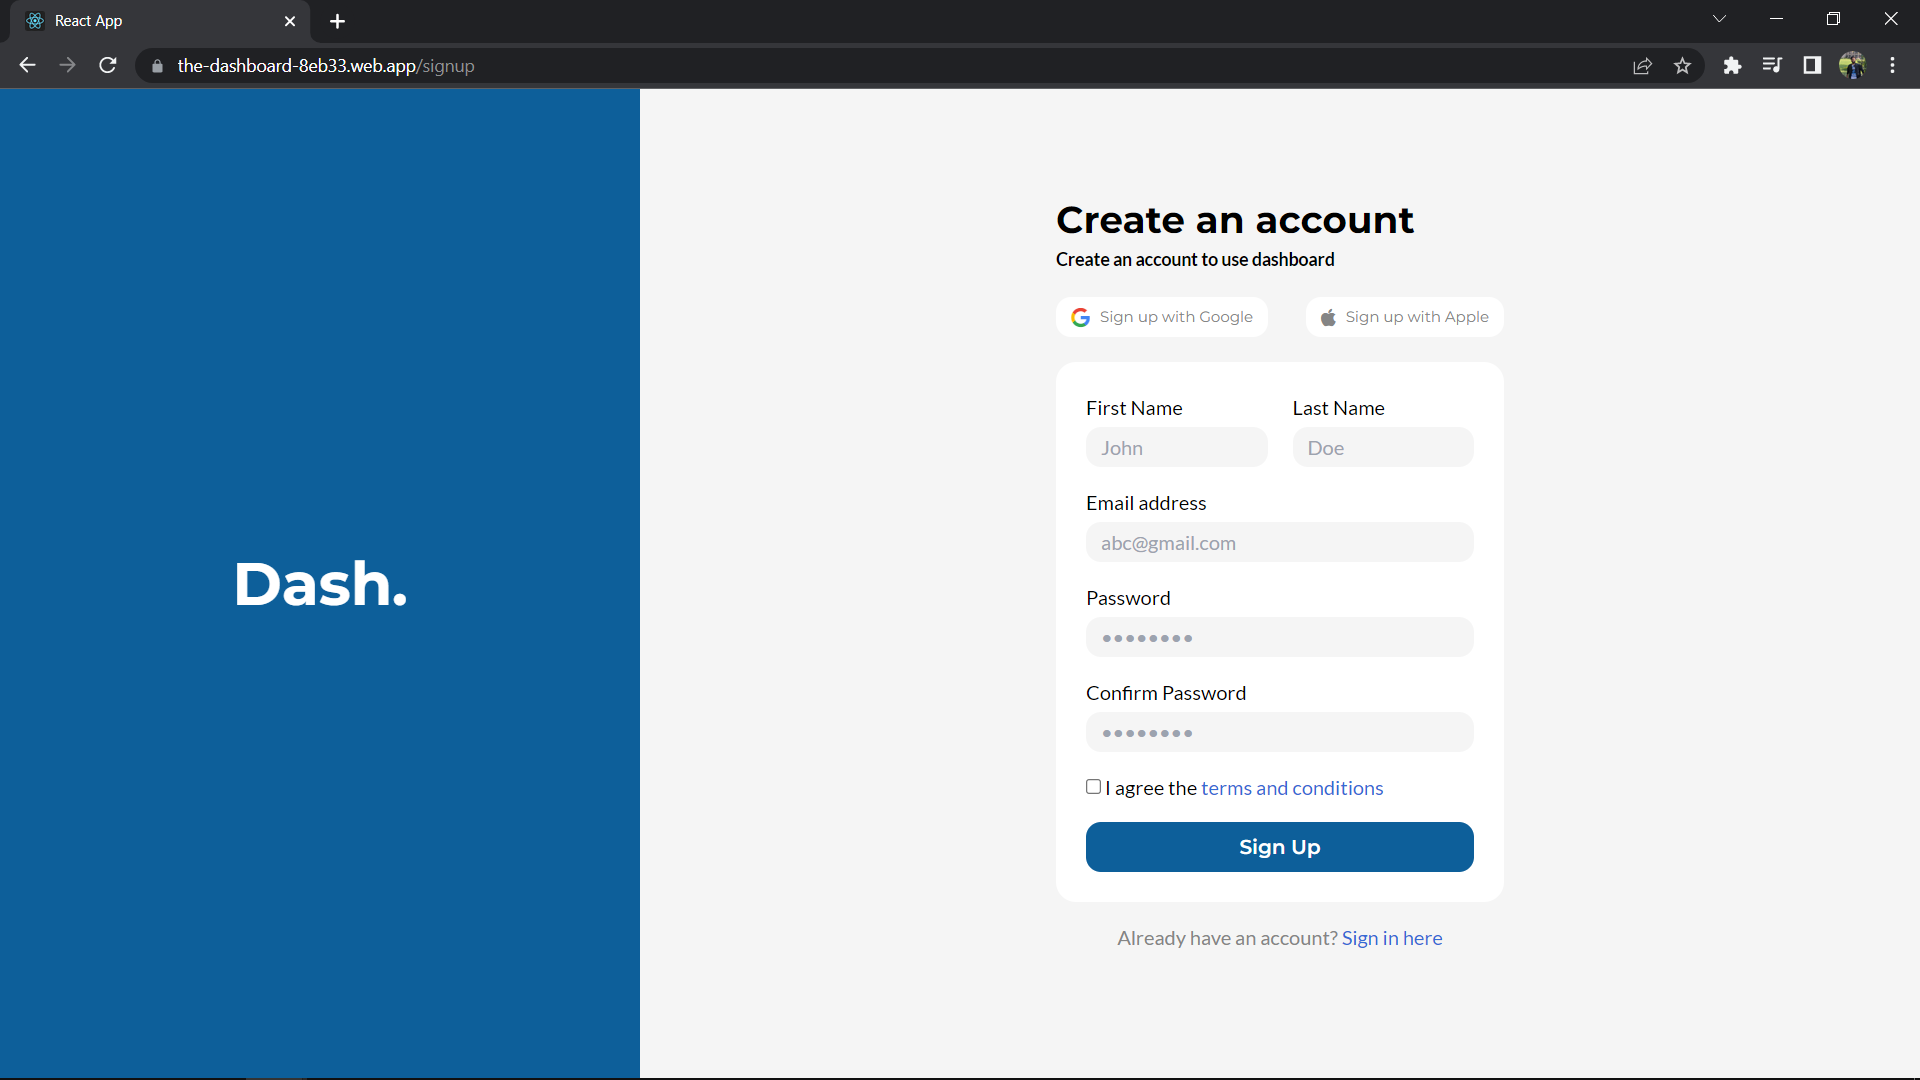 React App
the-dashboard-8eb33.web.app/signup
Dash.
Create an account
Create an account to use dashboard
Sign up with Google
Sign up with Apple
First Name
Last Name
John
Doe
Email address
abc@gmail.com
Password
••••••••
Confirm Password
••••••••
I agree the terms and conditions
Sign Up
Already have an account? Sign in here